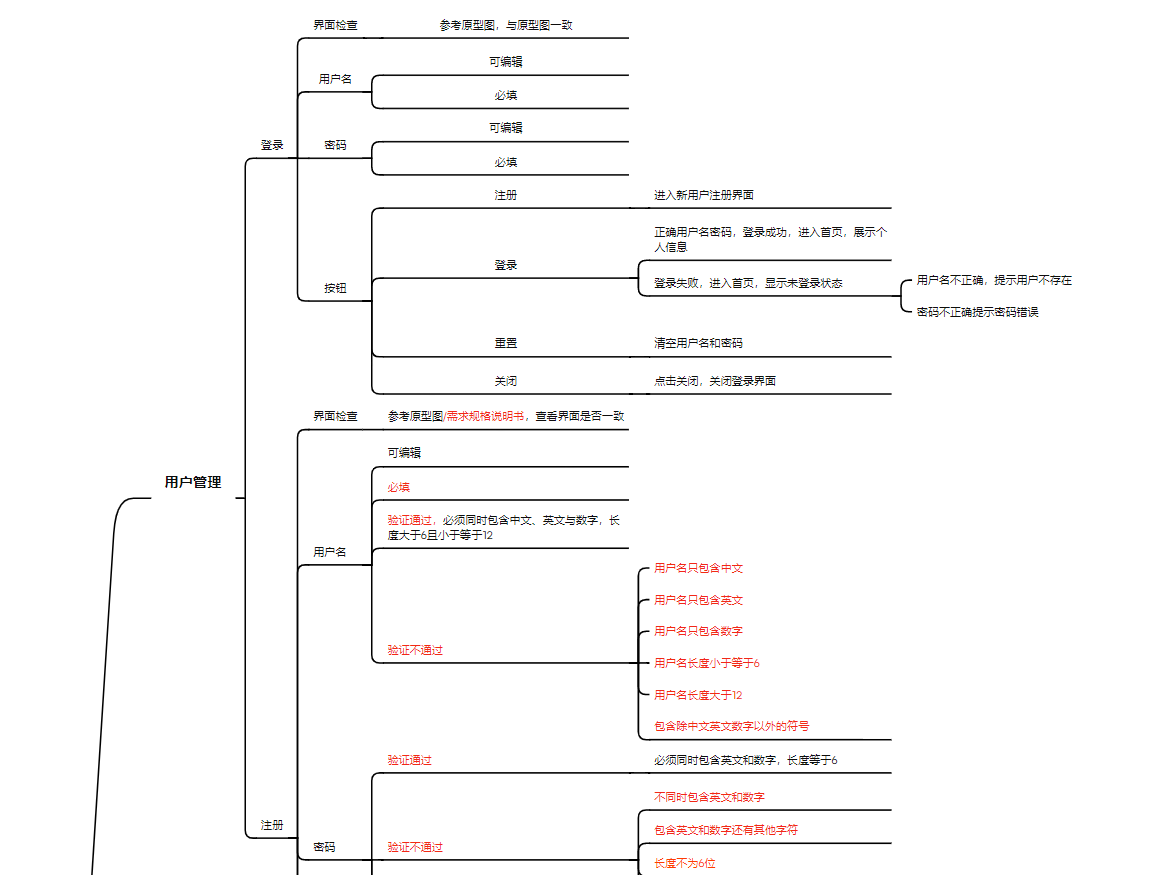 界面检查
参考原型图，与原型图一致
可编辑
用户名
必填
可编辑
登录
密码
必填
注册
进入新用户注册界面
正确用户名密码，登录成功，进入首页，展示个
人信息
登录
登录失败，进入首页，显示未登录状态
用户名不正确，提示用户不存在
密码不正确提示密码错误
按钮
重置
清空用户名和密码
关闭
点击关闭，关闭登录界面
界面检查
参考原型图/需求规格说明书，查看界面是否一致
可编辑
用户管理
必填
验证通过，必须同时包含中文、英文与数字，长
度大于6且小于等于12
用户名
用户名只包含中文
用户名只包含英文
用户名只包含数字
验证不通过
用户名长度小于等于6
用户名长度大于12
包含除中文英文数字以外的符号
验证通过
必须同时包含英文和数字，长度等于6
不同时包含英文和数字
注册
包含英文和数字还有其他字符
密码
验证不通过
长度不为6位